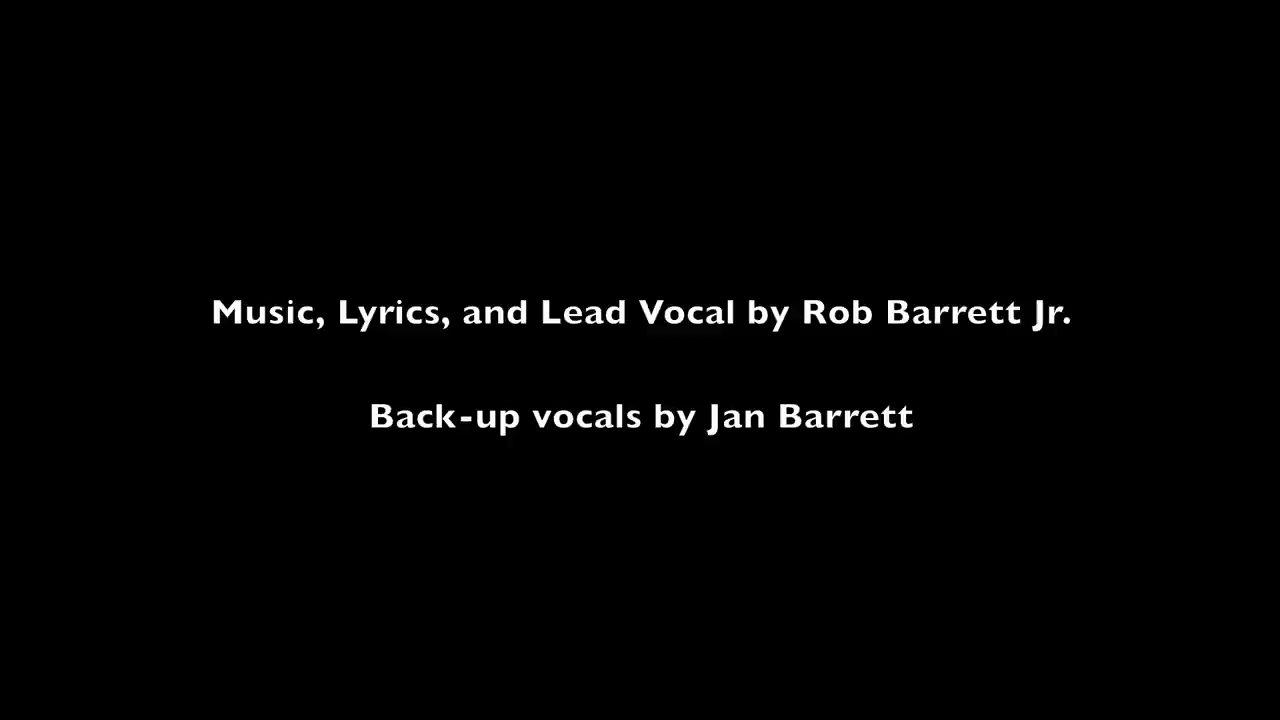 Music, Lyrics, and Lead Vocal by Rob Barrett Jr.
Back-up vocals by Jan Barrett